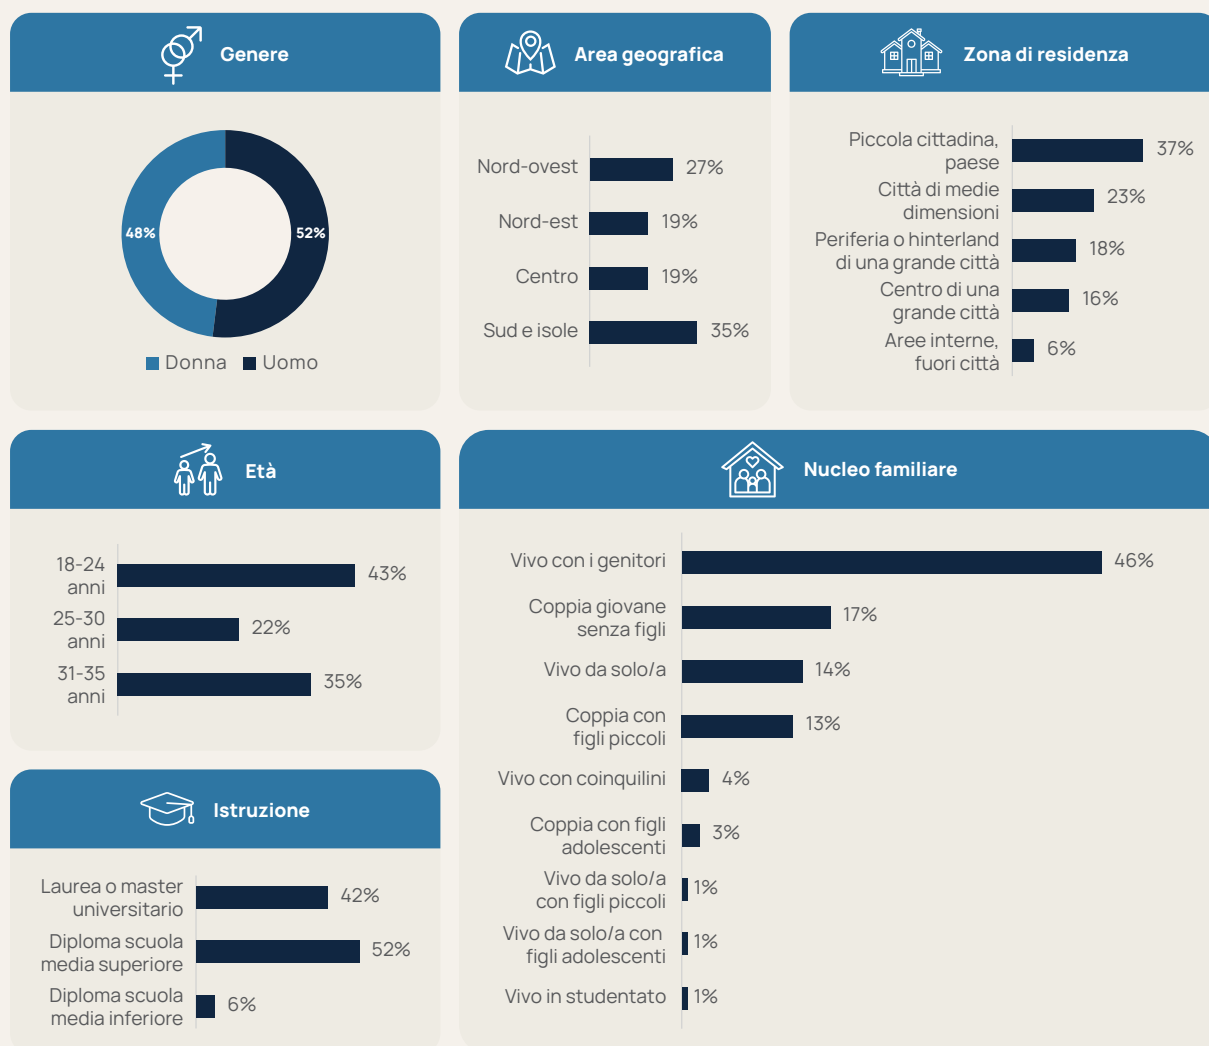 Genere
48%
52%
Donna
Uomo
Area geografica
Nord-ovest
27%
Nord-est
19%
Centro
19%
Sud e isole
35%
Zona di residenza
Piccola cittadina,
paese
37%
Città di medie
dimensioni
23%
Periferia o hinterland
di una grande città
18%
Centro di una
grande città
16%
Aree interne,
fuori città
6%
Età
18-24
anni
43%
25-30
anni
22%
31-35
anni
35%
Istruzione
Laurea o master
universitario
42%
Diploma scuola
media superiore
52%
Diploma scuola
media inferiore
6%
Nucleo familiare
Vivo con i genitori
46%
Coppia giovane
senza figli
17%
Vivo da solo/a
14%
Coppia con
figli piccoli
13%
Vivo con coinquilini
4%
Coppia con figli
adolescenti
3%
Vivo da solo/a
con figli piccoli
1%
Vivo da solo/a con
figli adolescenti
1%
Vivo in studentato
1%